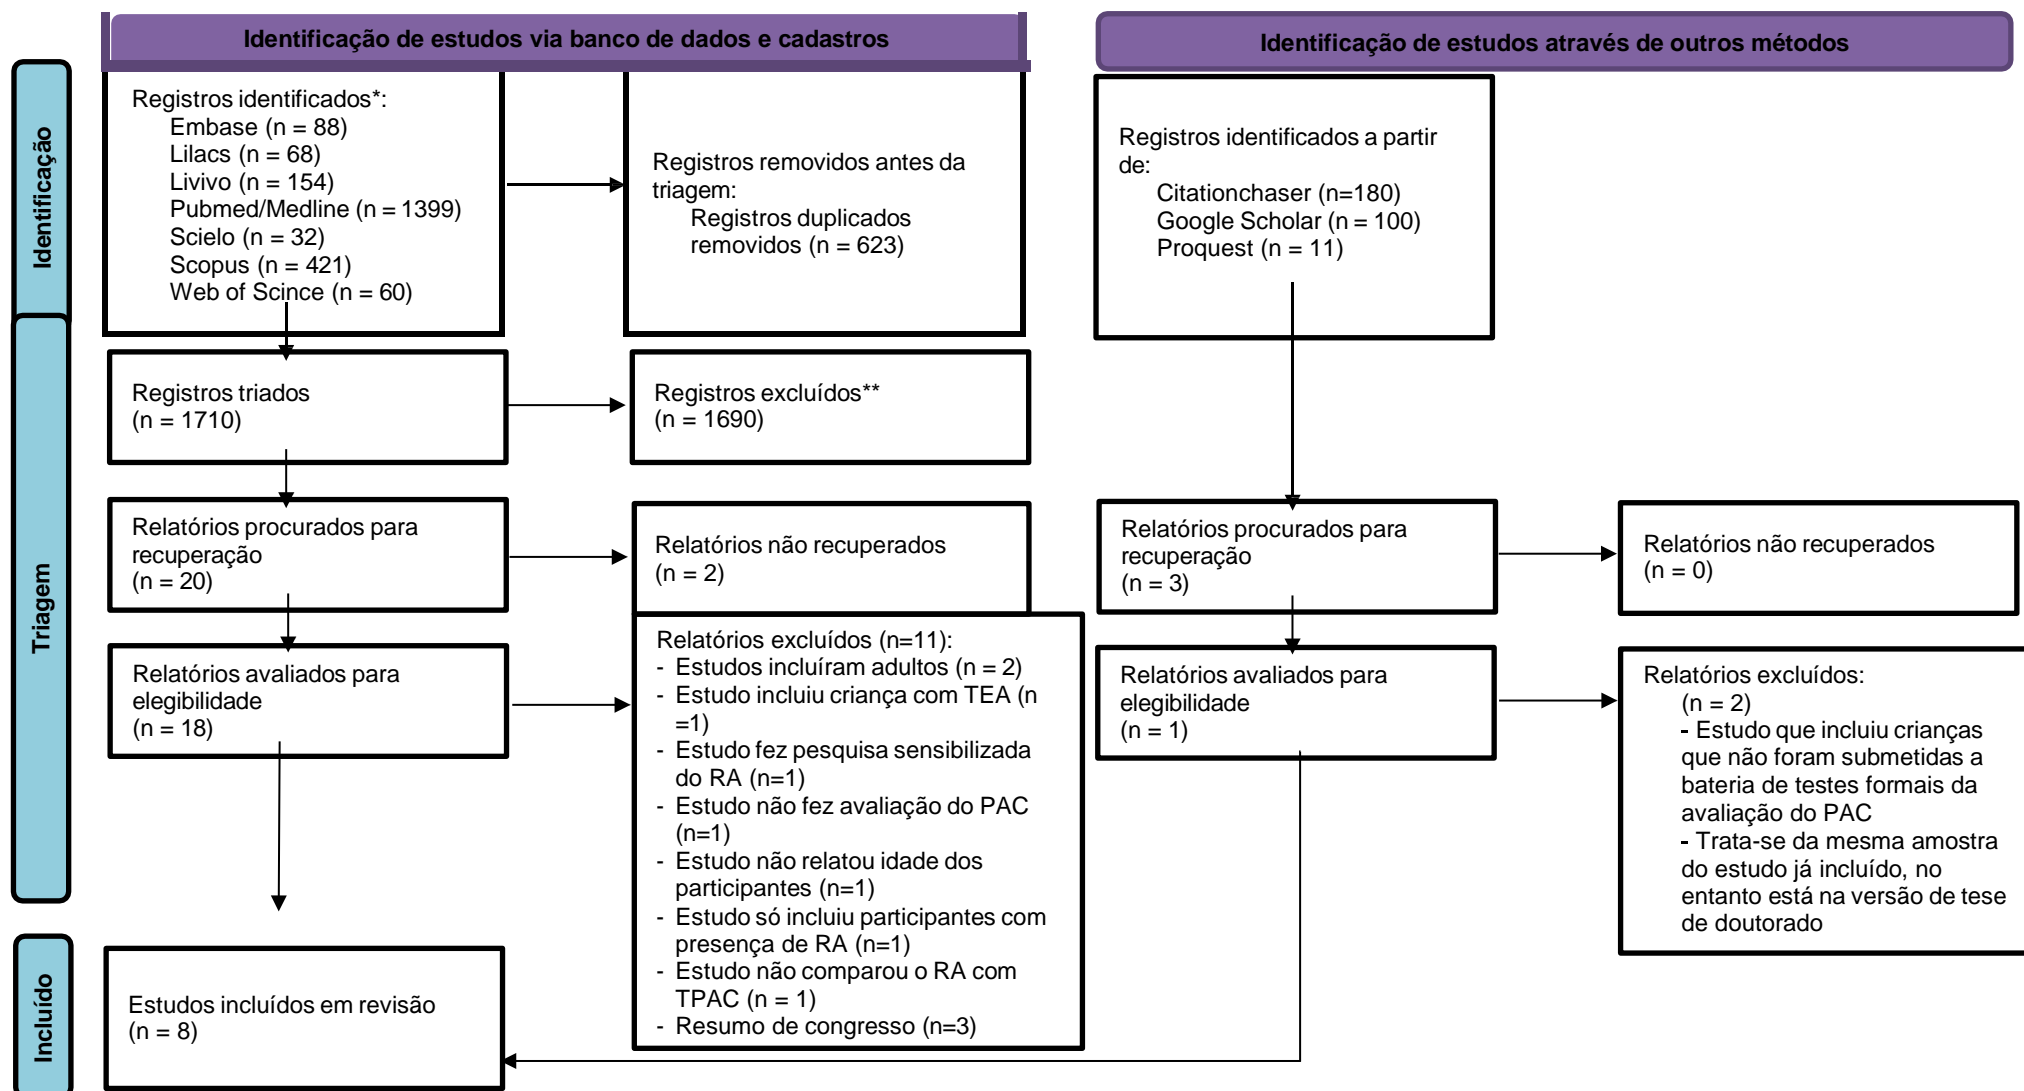 Identificação de estudos via banco de dados e cadastros
Identificação de estudos através de outros métodos
Identificação
Registros identificados*:
Embase (n = 88)
Lilacs (n = 68)
Livivo (n = 154)
Pubmed/Medline (n = 1399)
Scielo (n = 32)
Scopus (n = 421)
Web of Scince (n = 60)
Registros removidos antes da
triagem:
Registros duplicados
removidos (n = 623)
Registros identificados a partir
de:
Citationchaser (n=180)
Google Scholar (n = 100)
Proquest (n = 11)
Triagem
Registros triados
(n = 1710)
Registros excluídos**
(n = 1690)
Relatórios procurados para
recuperação
(n = 20)
Relatórios não recuperados
(n = 2)
Relatórios procurados para
recuperação
(n = 3)
Relatórios não recuperados
(n = 0)
Relatórios avaliados para
elegibilidade
(n = 18)
Relatórios excluídos (n=11):
- Estudos incluíram adultos (n = 2)
- Estudo incluiu criança com TEA (n
=1)
- Estudo fez pesquisa sensibilizada
do RA (n=1)
- Estudo não fez avaliação do PAC
(n=1)
- Estudo não relatou idade dos
participantes (n=1)
- Estudo só incluiu participantes com
presença de RA (n=1)
- Estudo não comparou o RA com
TPAC (n = 1)
- Resumo de congresso (n=3)
Relatórios avaliados para
elegibilidade
(n = 1)
Relatórios excluídos:
(n = 2)
- Estudo que incluiu crianças
que não foram submetidas a
bateria de testes formais da
avaliação do PAC
- Trata-se da mesma amostra
do estudo já incluído, no
entanto está na versão de tese
de doutorado
Incluído
Estudos incluídos em revisão
(n = 8)